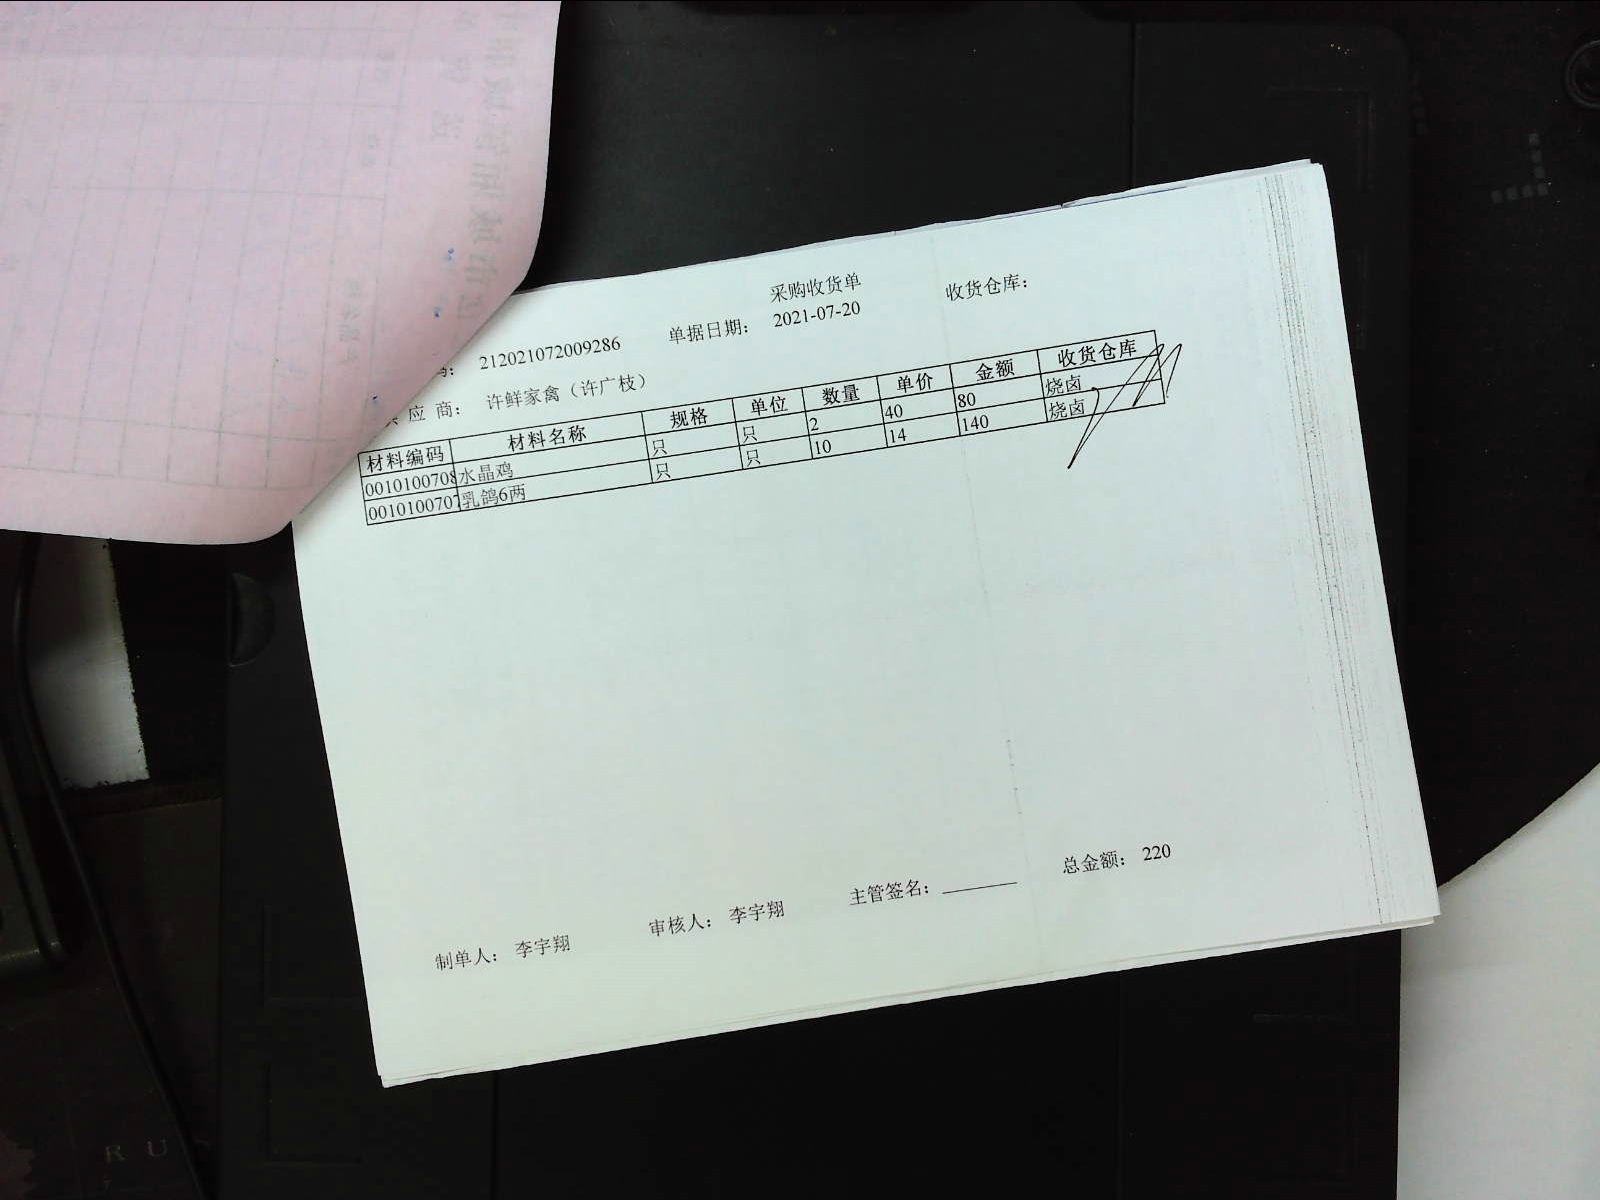 采购收货单
212021072009286 单据日期： 2021-07-20 收货仓库：
应 商： 许鲜家禽（许广枝）
材料编码 材料名称 规格 单位 数量 单价 金额 收货仓库
0010100708 水晶鸡 只 只 2 40 80 烧卤
0010100707 乳鸽6两 只 只 10 14 140 烧卤
总金额： 220
制单人： 李宇翔 审核人： 李宇翔 主管签名：